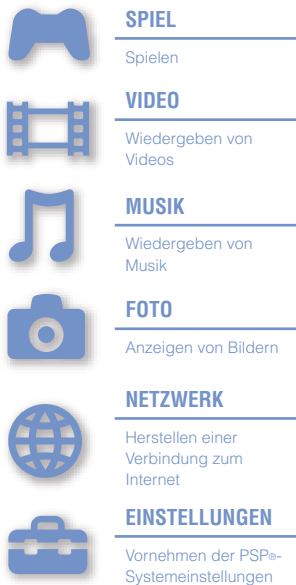 SPIEL
Spielen
VIDEO
Wiedergeben von
Videos
MUSIK
Wiedergeben von
Musik
FOTO
Anzeigen von Bildern
NETZWERK
Herstellen einer
Verbindung zum
Internet
EINSTELLUNGEN
Vornehmen der PSP®-
Systemeinstellungen